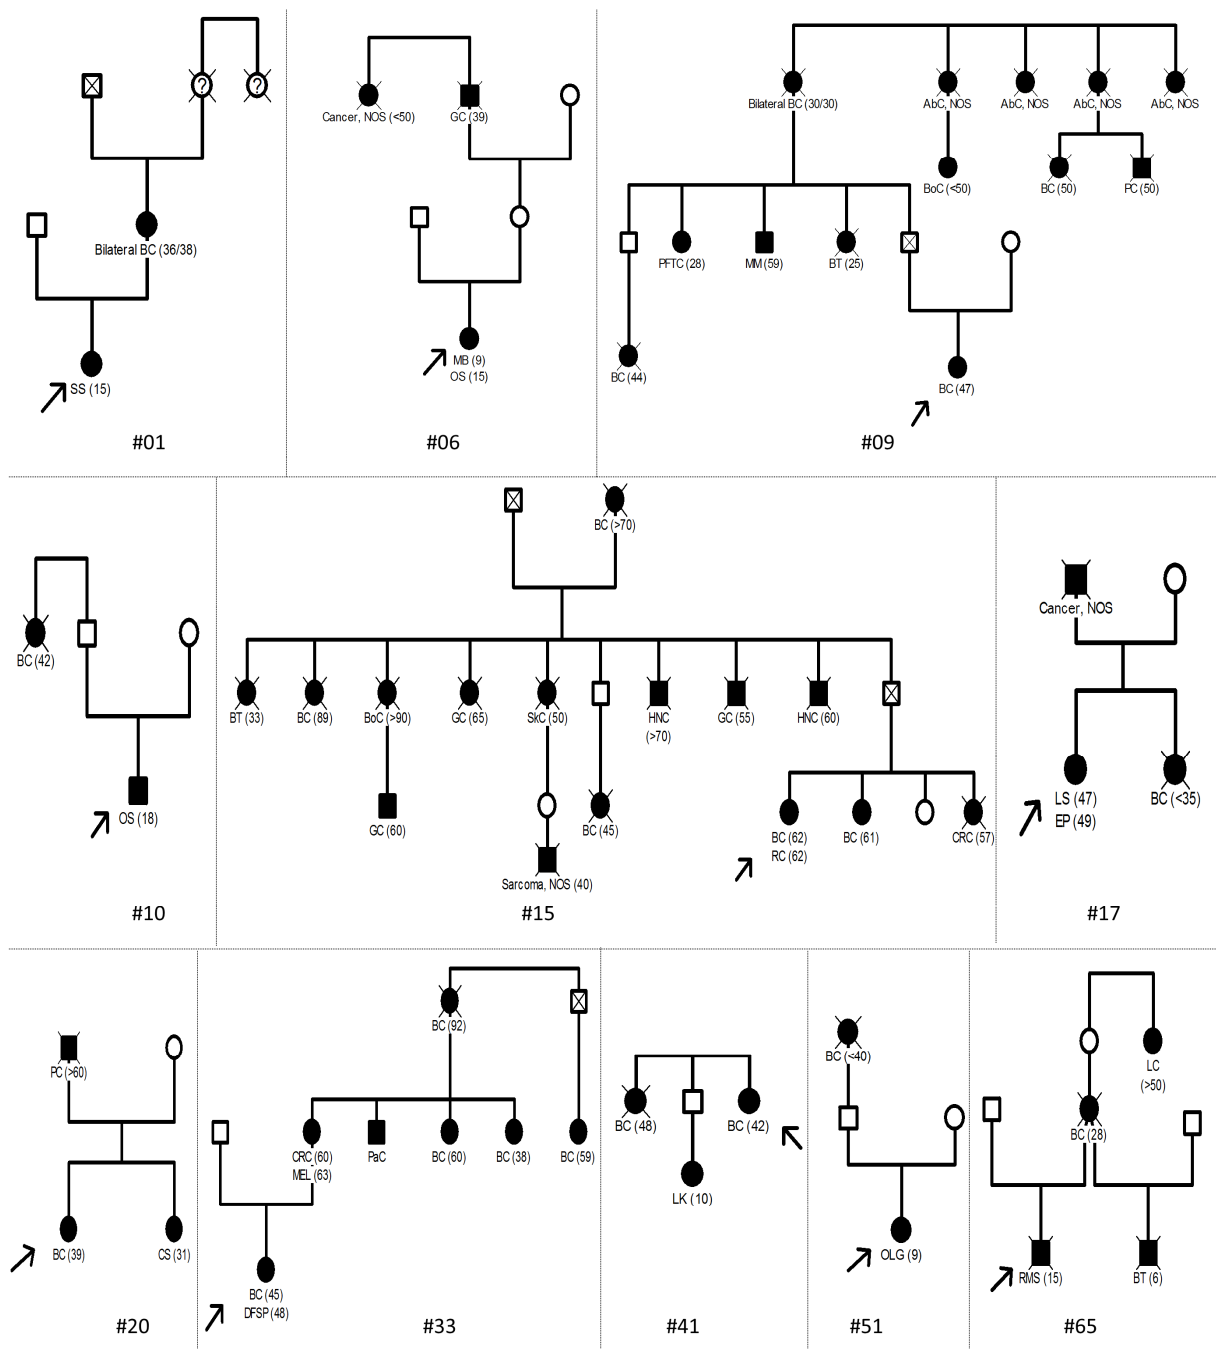 ?
?
Bilateral BC (36/38)
SS (15)
#01
Cancer, NOS (<50)
GC (39)
MB (9)
OS (15)
#06
Bilateral BC (30/30)
AbC, NOS
AbC, NOS
AbC, NOS
AbC, NOS
BoC (<50)
BC (50)
PC (50)
PFTC (28)
MM (59)
BT (25)
BC (44)
BC (47)
#09
BC (42)
OS (18)
#10
BC (>70)
BT (33)
BC (89)
BoC (>90)
GC (65)
SkC (50)
HNC
(>70)
GC (55)
HNC (60)
GC (60)
BC (45)
Sarcoma, NOS (40)
BC (62)
RC (62)
BC (61)
CRC (57)
#15
Cancer, NOS
LS (47)
EP (49)
BC (<35)
#17
PC (>60)
BC (39)
CS (31)
#20
BC (92)
CRC (60)
MEL (63)
PaC
BC (60)
BC (38)
BC (59)
BC (45)
DFSP (48)
#33
BC (48)
BC (42)
LK (10)
#41
BC (<40)
OLG (9)
#51
LC
(>50)
BC (28)
RMS (15)
BT (6)
#65